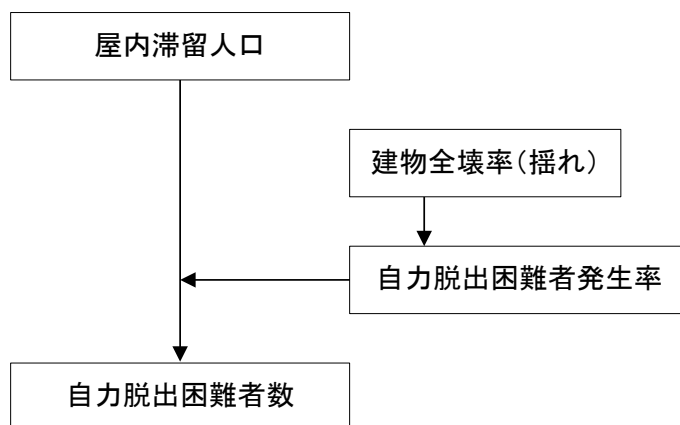 屋内滞留人口
建物全壊率（揺れ）
自力脱出困難者発生率
自力脱出困難者数